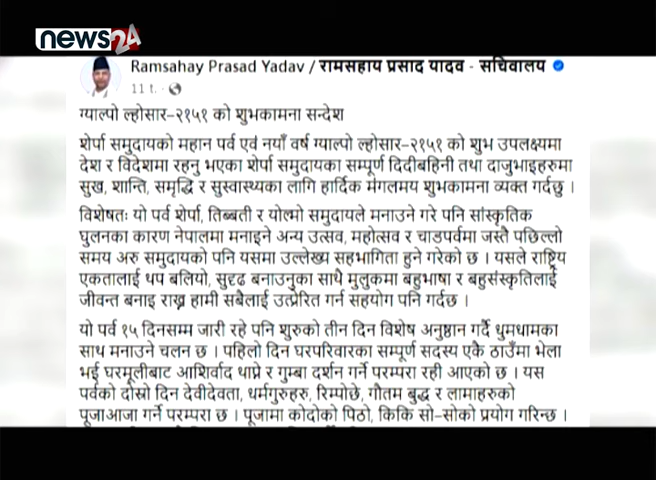 news24
Ramsahay Prasad Yadav / रामसहाय प्रसाद यादव - सचिवालय
11 t. ·
ग्याल्पो ल्होसार-२१५१ को शुभकामना सन्देश
शेर्पा समुदायको महान पर्व एवं नयाँ वर्ष ग्याल्पो ल्होसार-२१५१ को शुभ उपलक्ष्यमा
देश र विदेशमा रहनु भएका शेर्पा समुदायका सम्पूर्ण दिदीबहिनी तथा दाजुभाइहरुमा
सुख, शान्ति, समृद्धि र सुस्वास्थ्यका लागि हार्दिक मंगलमय शुभकामना व्यक्त गर्दछु ।
विशेषतः यो पर्व शेर्पा, तिब्बती र योल्मो समुदायले मनाउने गरे पनि सांस्कृतिक
घुलनका कारण नेपालमा मनाइने अन्य उत्सव, महोत्सव र चाडपर्वमा जस्तै पछिल्लो
समय अरु समुदायको पनि यसमा उल्लेख्य सहभागिता हुने गरेको छ । यसले राष्ट्रिय
एकतालाई थप बलियो, सुदृढ बनाउनुका साथै मुलुकमा बहुभाषा र बहुसंस्कृतिलाई
जीवन्त बनाइ राख्न हामी सबैलाई उत्प्रेरित गर्न सहयोग पनि गर्दछ ।
यो पर्व १५ दिनसम्म जारी रहे पनि शुरुको तीन दिन विशेष अनुष्ठान गर्दै धुमधामका
साथ मनाउने चलन छ । पहिलो दिन घरपरिवारका सम्पूर्ण सदस्य एकै ठाउँमा भेला
भई घरमूलीबाट आशिर्वाद थाप्ने र गुम्बा दर्शन गर्ने परम्परा रही आएको छ । यस
पर्वको दोस्रो दिन देवीदेवता, धर्मगुरुहरु, रिम्पोछे, गौतम बुद्ध र लामाहरुको
पूजाआजा गर्ने परम्परा छ । पूजामा कोदोको पिठो, किकि सो-सोको प्रयोग गरिन्छ ।